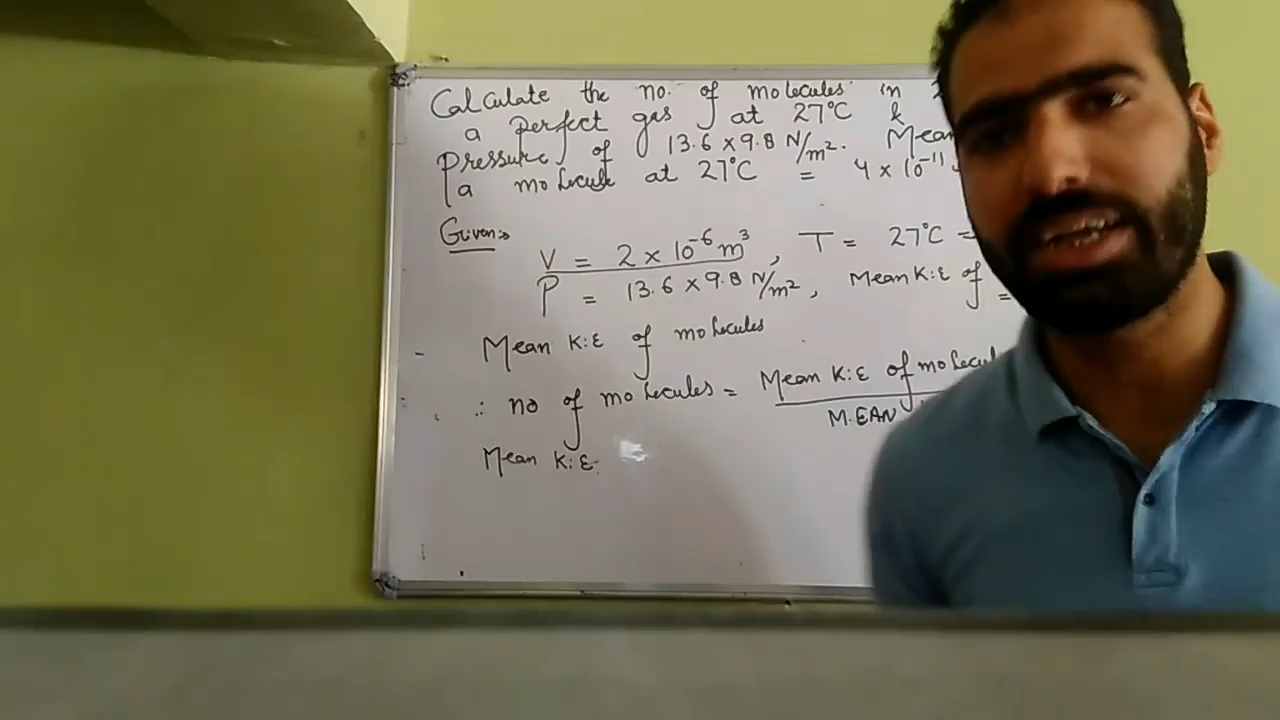 Calculate the no. of molecules in
a perfect gas at 27°C &
Pressure of 13.6 × 9.8 N/m². Mean
a molecule at 27°C = 4 × 10⁻¹¹
Given:-
V = 2 × 10⁻⁶ m³, T = 27°C =
P = 13.6 × 9.8 N/m², Mean K:E of
=
Mean K:E of molecules
∴ no of molecules = Mean K:E of molecul
MEAN
Mean K:E.